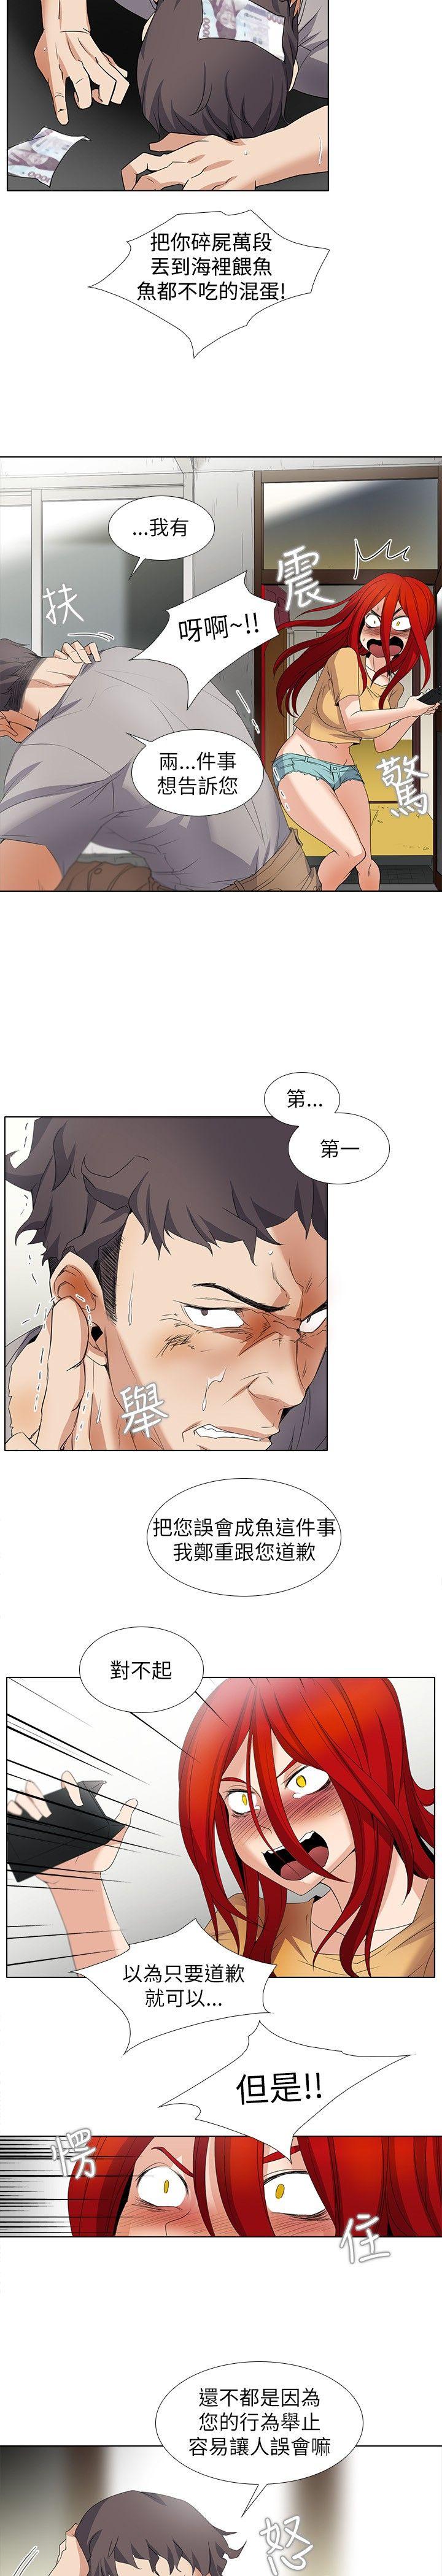 把你碎屍萬段
丟到海裡餵魚
魚都不吃的混蛋!
...我有
震
扶
呀啊~!!
兩...件事
想告訴您
驚
第...
第一
舉
把您誤會成魚這件事
我鄭重跟您道歉
對不起
以為只要道歉
就可以...
但是!!
愣
住
還不都是因為
您的行為舉止
容易讓人誤會嘛
怒